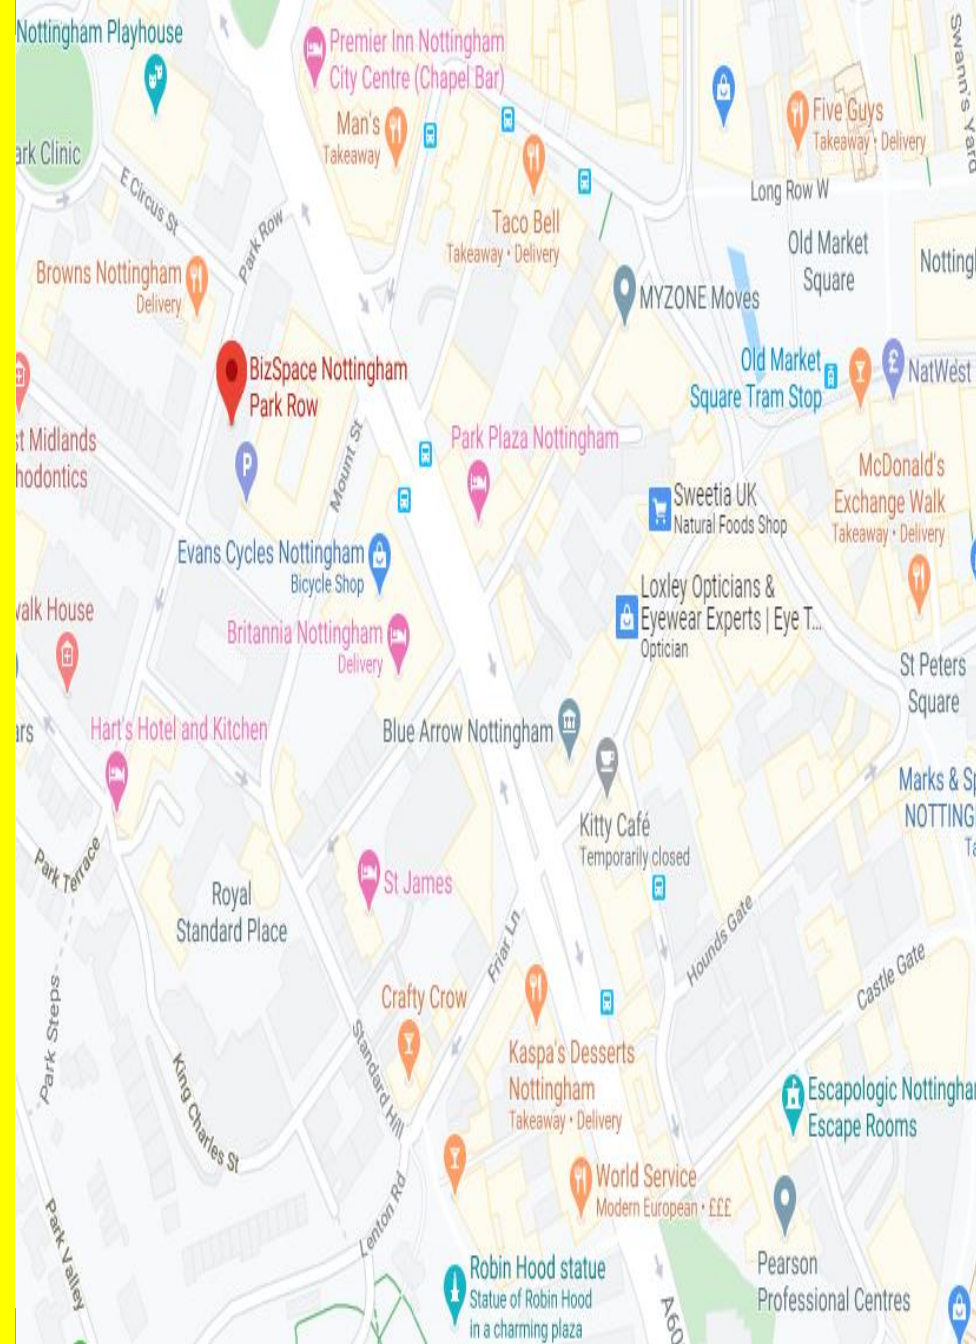 Nottingham Playhouse
Premier Inn Nottingham
City Centre (Chapel Bar)
Man's
Takeaway
Five Guys
Takeaway · Delivery
Swann's Yard
ark Clinic
E Circus St
Park Row
Taco Bell
Takeaway · Delivery
Long Row W
Old Market
Square
Nottingl
Browns Nottingham
Delivery
MYZONE Moves
BizSpace Nottingham
Park Row
Old Market
Square Tram Stop
£
NatWest
st Midlands
hodontics
P
Mount St
Park Plaza Nottingham
McDonald's
Exchange Walk
Takeaway · Delivery
Sweetia UK
Natural Foods Shop
Evans Cycles Nottingham
Bicycle Shop
Loxley Opticians &
Eyewear Experts | Eye T...
Optician
walk House
Britannia Nottingham
Delivery
St Peters
Square
ars
Hart's Hotel and Kitchen
Blue Arrow Nottingham
Marks & Sp
NOTTING
Ta
Kitty Café
Temporarily closed
Park Terrace
Royal
Standard Place
St James
Friar Ln
Hounds Gate
Castle Gate
Park Steps
Crafty Crow
Standard Hill
Kaspa's Desserts
Nottingham
Takeaway · Delivery
King Charles St
Escapologic Nottingha
Escape Rooms
World Service
Modern European · £££
Lenton Rd
Park Valley
Robin Hood statue
Statue of Robin Hood
in a charming plaza
A60
Pearson
Professional Centres